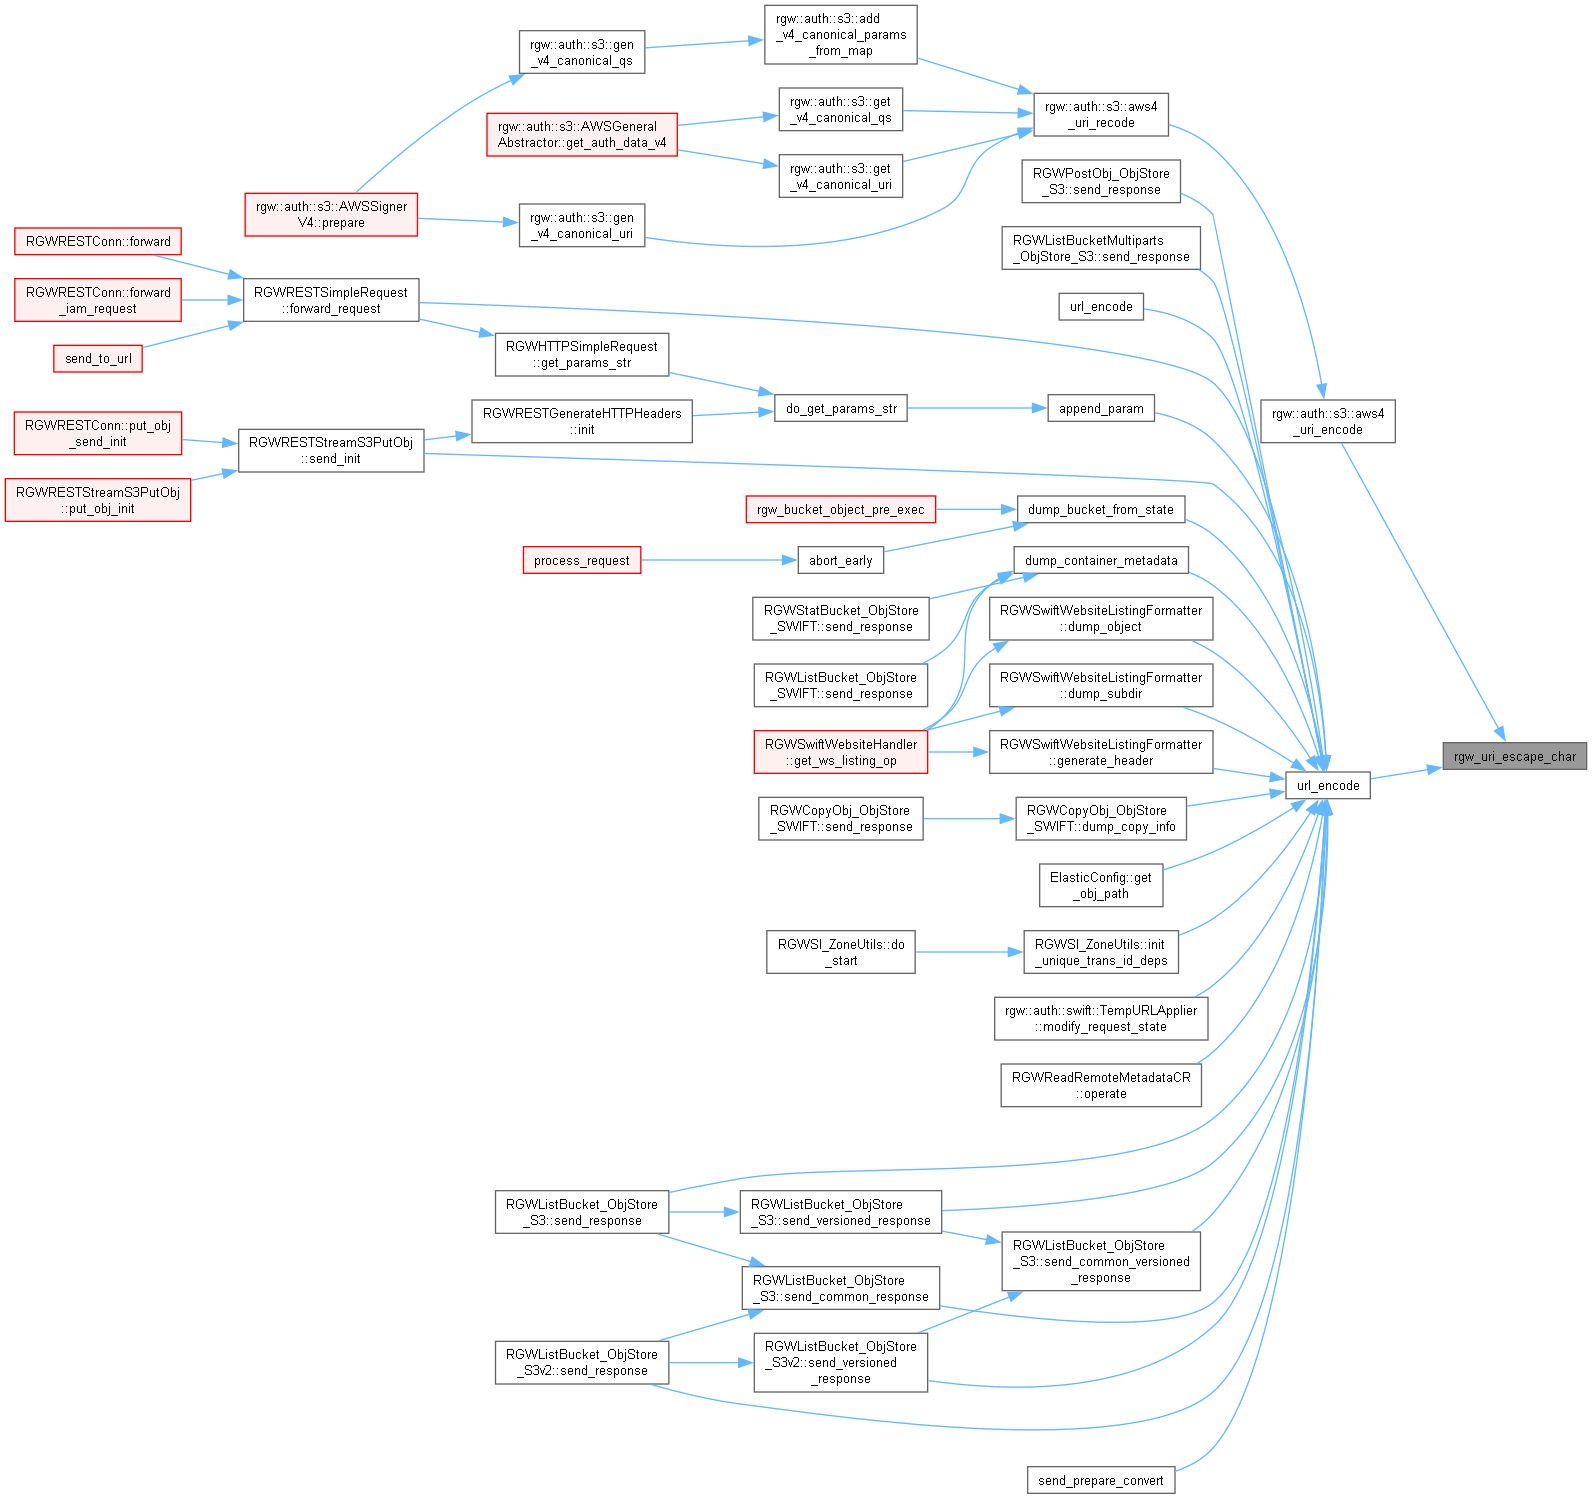 rgw::auth::s3::add
_v4_canonical_params
_from_map
rgw::auth::s3::gen
_v4_canonical_qs
rgw::auth::s3::get
_v4_canonical_qs
rgw::auth::s3::aws4
_uri_recode
rgw::auth::s3::AWSGeneral
Abstractor::get_auth_data_v4
rgw::auth::s3::get
_v4_canonical_uri
RGWPostObj_ObjStore
_S3::send_response
rgw::auth::s3::AWSSigner
V4::prepare
rgw::auth::s3::gen
_v4_canonical_uri
RGWRESTConn::forward
RGWListBucketMultiparts
_ObjStore_S3::send_response
RGWRESTConn::forward
_iam_request
RGWRESTSimpleRequest
::forward_request
url_encode
send_to_url
RGWHTTPSimpleRequest
::get_params_str
RGWRESTGenerateHTTPHeaders
::init
do_get_params_str
append_param
rgw::auth::s3::aws4
_uri_encode
RGWRESTConn::put_obj
_send_init
RGWRESTStreamS3PutObj
::send_init
RGWRESTStreamS3PutObj
::put_obj_init
rgw_bucket_object_pre_exec
dump_bucket_from_state
process_request
abort_early
dump_container_metadata
RGWStatBucket_ObjStore
_SWIFT::send_response
RGWSwiftWebsiteListingFormatter
::dump_object
RGWListBucket_ObjStore
_SWIFT::send_response
RGWSwiftWebsiteListingFormatter
::dump_subdir
RGWSwiftWebsiteHandler
::get_ws_listing_op
RGWSwiftWebsiteListingFormatter
::generate_header
rgw_uri_escape_char
url_encode
RGWCopyObj_ObjStore
_SWIFT::send_response
RGWCopyObj_ObjStore
_SWIFT::dump_copy_info
ElasticConfig::get
_obj_path
RGWSI_ZoneUtils::do
_start
RGWSI_ZoneUtils::init
_unique_trans_id_deps
rgw::auth::swift::TempURLApplier
::modify_request_state
RGWReadRemoteMetadataCR
::operate
RGWListBucket_ObjStore
_S3::send_response
RGWListBucket_ObjStore
_S3::send_versioned_response
RGWListBucket_ObjStore
_S3::send_common_versioned
_response
RGWListBucket_ObjStore
_S3::send_common_response
RGWListBucket_ObjStore
_S3v2::send_response
RGWListBucket_ObjStore
_S3v2::send_versioned
_response
send_prepare_convert